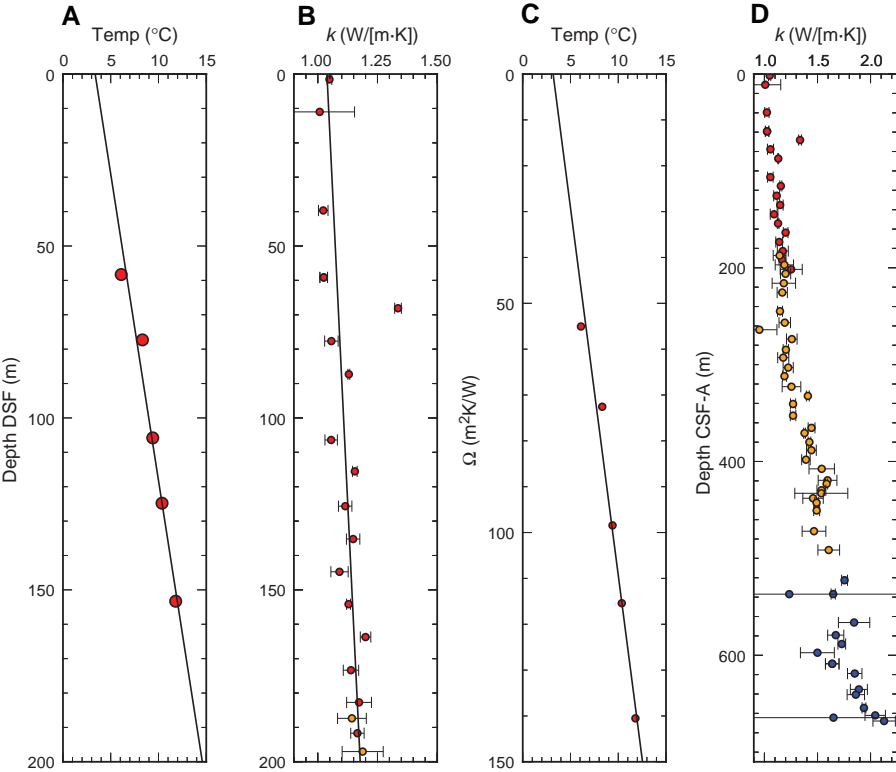 A B C D
Temp (°C) k (W/[m·K]) Temp (°C) k (W/[m·K])
0 5 10 15 1.00 1.25 1.50 0 5 10 15 1.0 1.5 2.0
0 0 0 0
50 50 50 200
100 100 100 400
150 150 150 600
200 200
Depth DSF (m)
Ω (m²K/W)
Depth CSF-A (m)